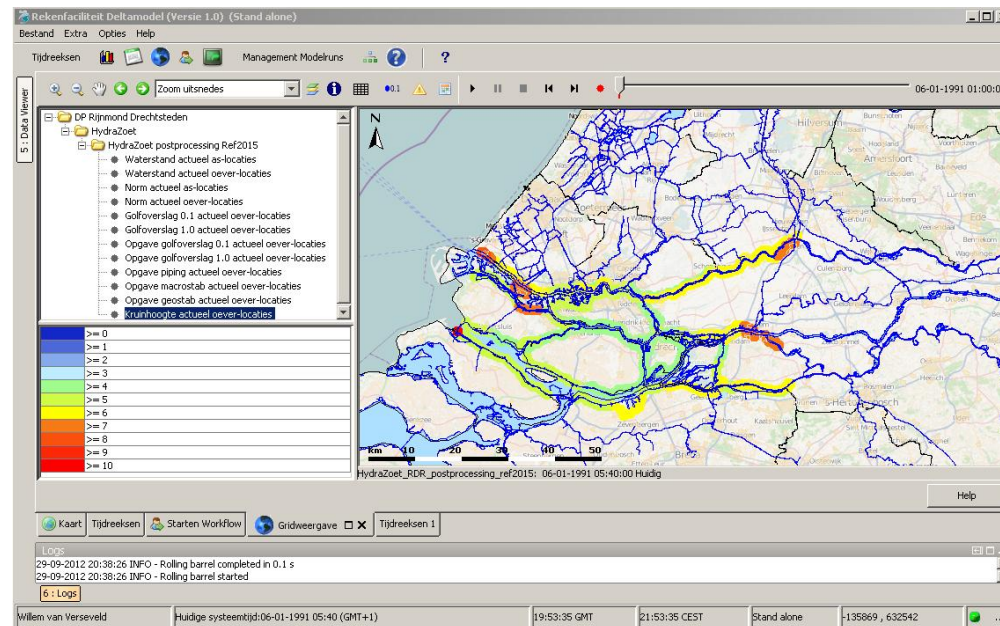 Rekenfaciliteit Deltamodel (Versie 1.0) (Stand alone)
Bestand Extra Opties Help
Tijdreeksen Management Modelruns ?
5 : Data Viewer
Zoom uitsnedes 0.1 06-01-1991 01:00:0
DP Rijnmond Drechtsteden
HydraZoet
HydraZoet postprocessing Ref2015
Waterstand actueel as-locaties
Waterstand actueel oever-locaties
Norm actueel as-locaties
Norm actueel oever-locaties
Golfoverslag 0.1 actueel oever-locaties
Golfoverslag 1.0 actueel oever-locaties
Opgave golfoverslag 0.1 actueel oever-locaties
Opgave golfoverslag 1.0 actueel oever-locaties
Opgave piping actueel oever-locaties
Opgave macrostab actueel oever-locaties
Opgave geostab actueel oever-locaties
Kruinhoogte actueel oever-locaties
>= 0
>= 1
>= 2
>= 3
>= 4
>= 5
>= 6
>= 7
>= 8
>= 9
>= 10
N
Hilversum
Amersfoort
Zoetermeer
Culemborg
Zevenbergen
km 10 20 30 40 50
HydraZoet_RDR_postprocessing_ref2015: 06-01-1991 05:40:00 Huidig
Help
Kaart Tijdreeksen Starten Workflow Gridweergave Tijdreeksen 1
Logs
29-09-2012 20:38:26 INFO - Rolling barrel completed in 0.1 s
29-09-2012 20:38:26 INFO - Rolling barrel started
6 : Logs
Willem van Verseveld Huidige systeemtijd:06-01-1991 05:40 (GMT+1) 19:53:35 GMT 21:53:35 CEST Stand alone -135869 , 632542